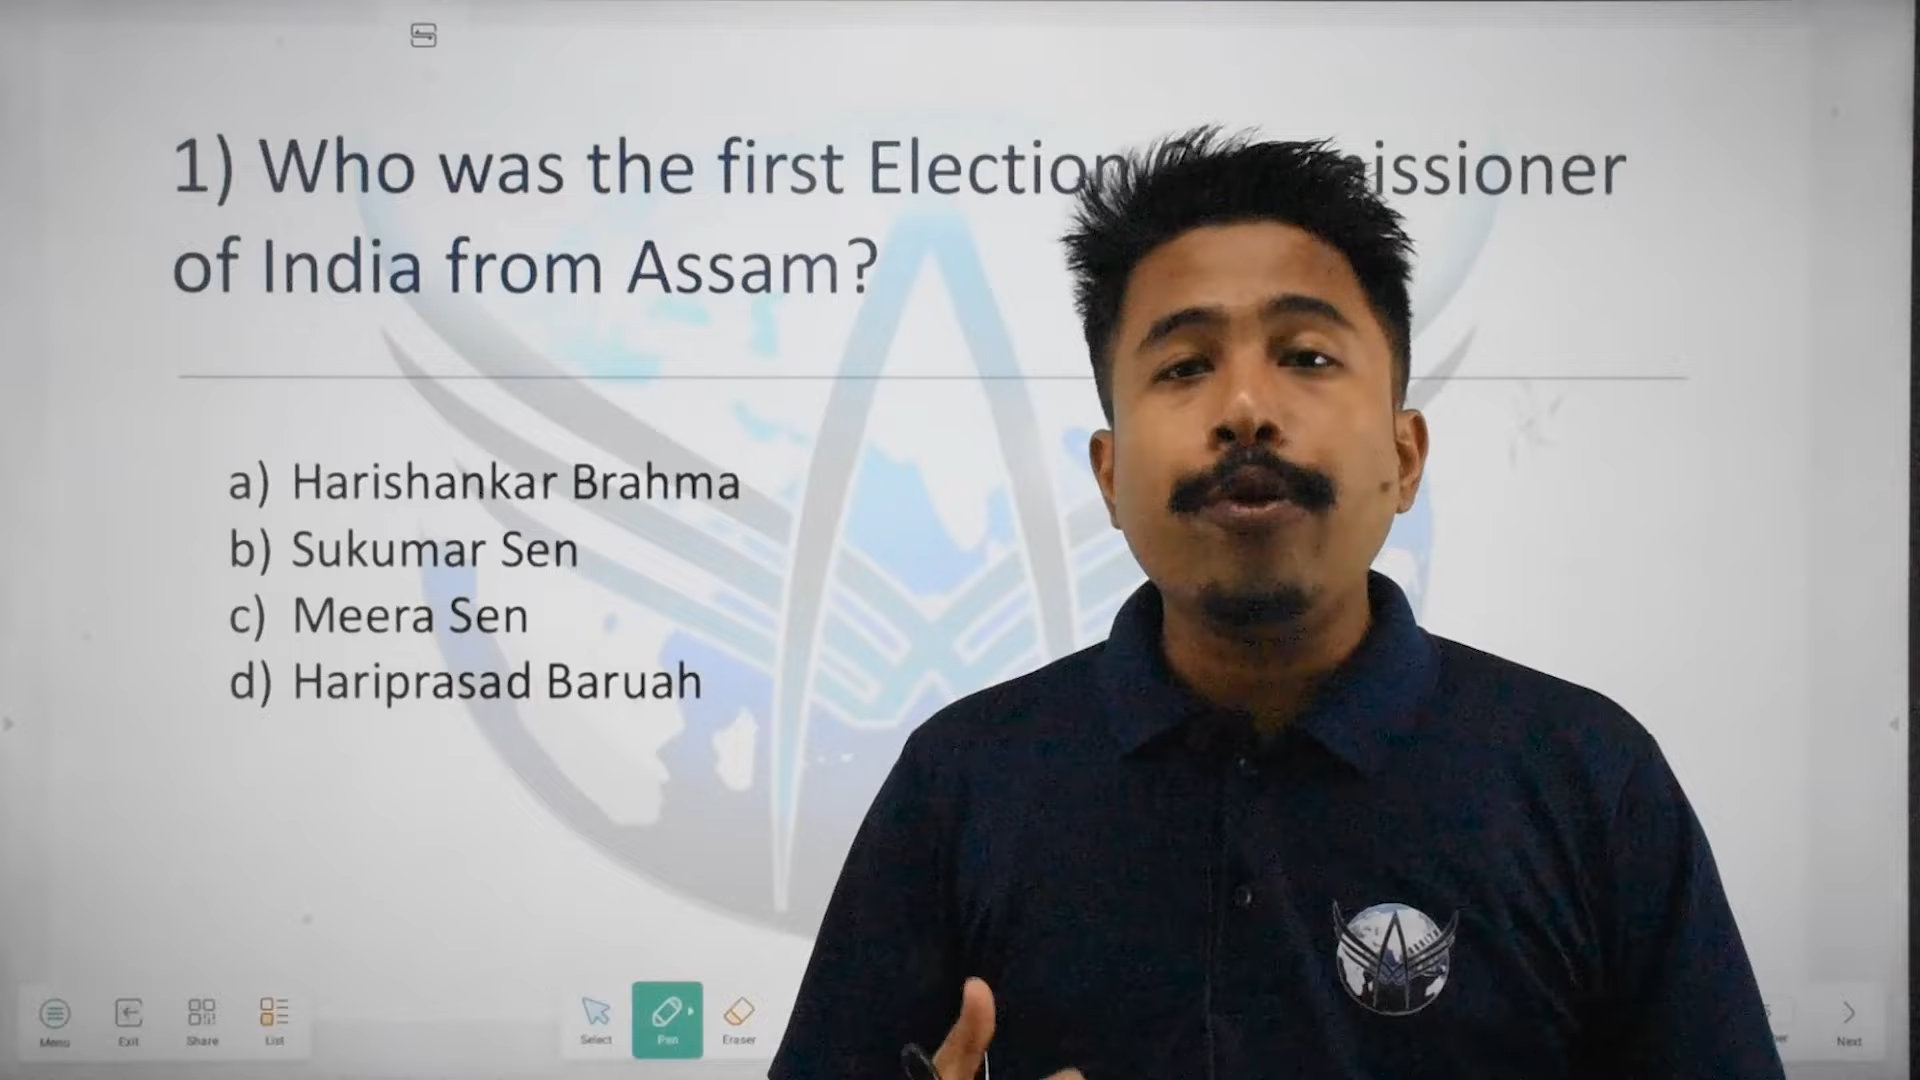 1) Who was the first Election issioner
of India from Assam?
a) Harishankar Brahma
b) Sukumar Sen
c) Meera Sen
d) Hariprasad Baruah
Menu Exit Share List Select Pen Eraser Next